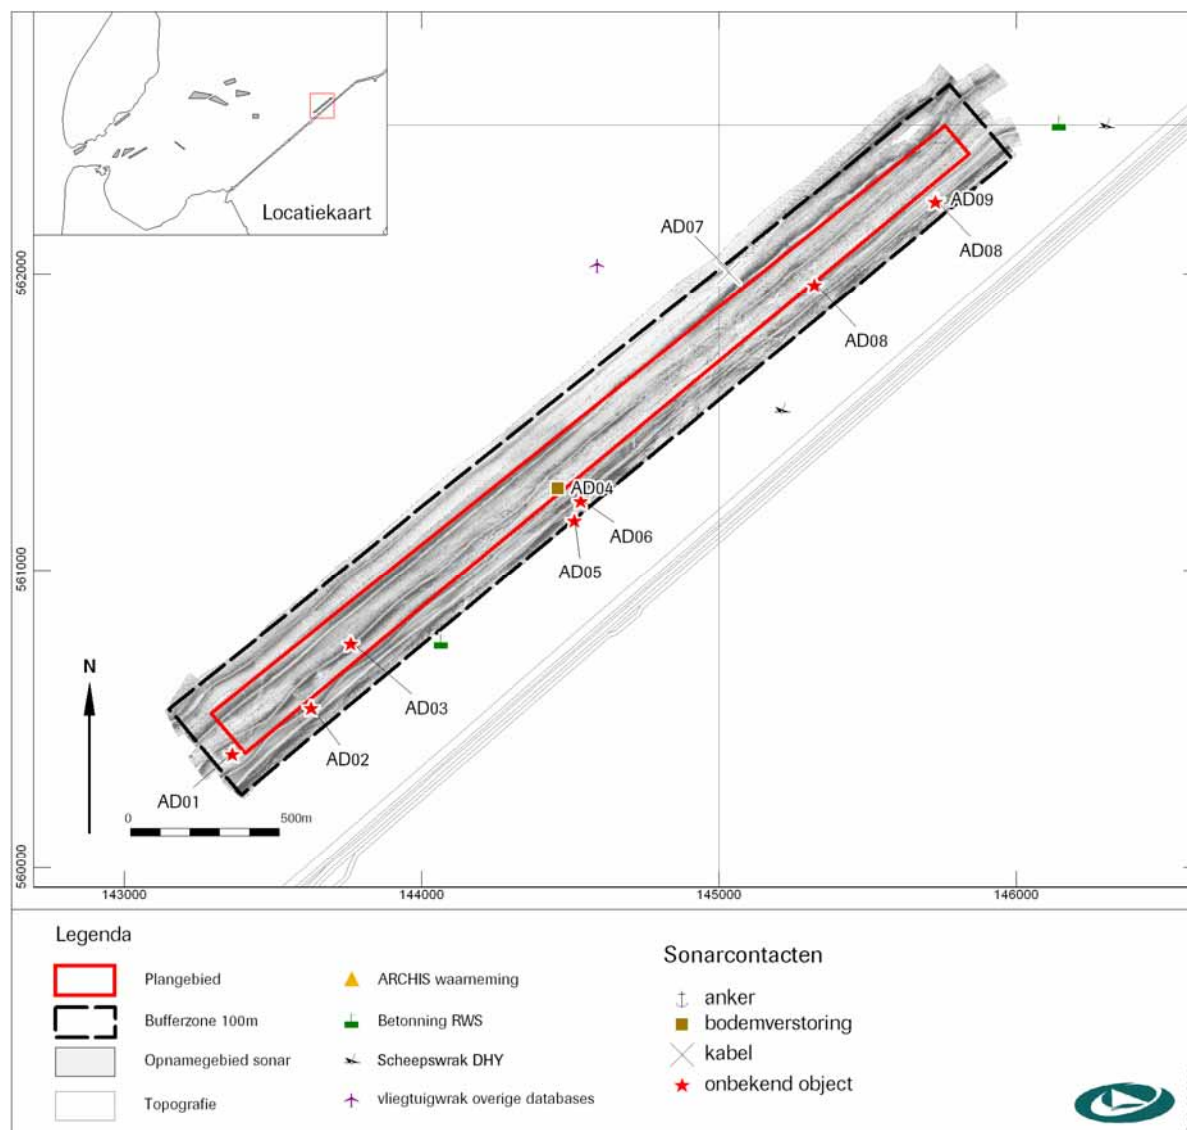 Locatiekaart
AD09
AD07
AD08
562000
AD08
AD04
AD06
AD05
561000
N
AD03
AD02
AD01
0
500m
560000
143000
144000
145000
146000
Legenda
Plangebied
Bufferzone 100m
Opnamegebied sonar
Topografie
ARCHIS waarneming
Betonning RWS
Scheepswrak DHY
vliegtuigwrak overige databases
Sonarcontacten
anker
bodemverstoring
kabel
onbekend object